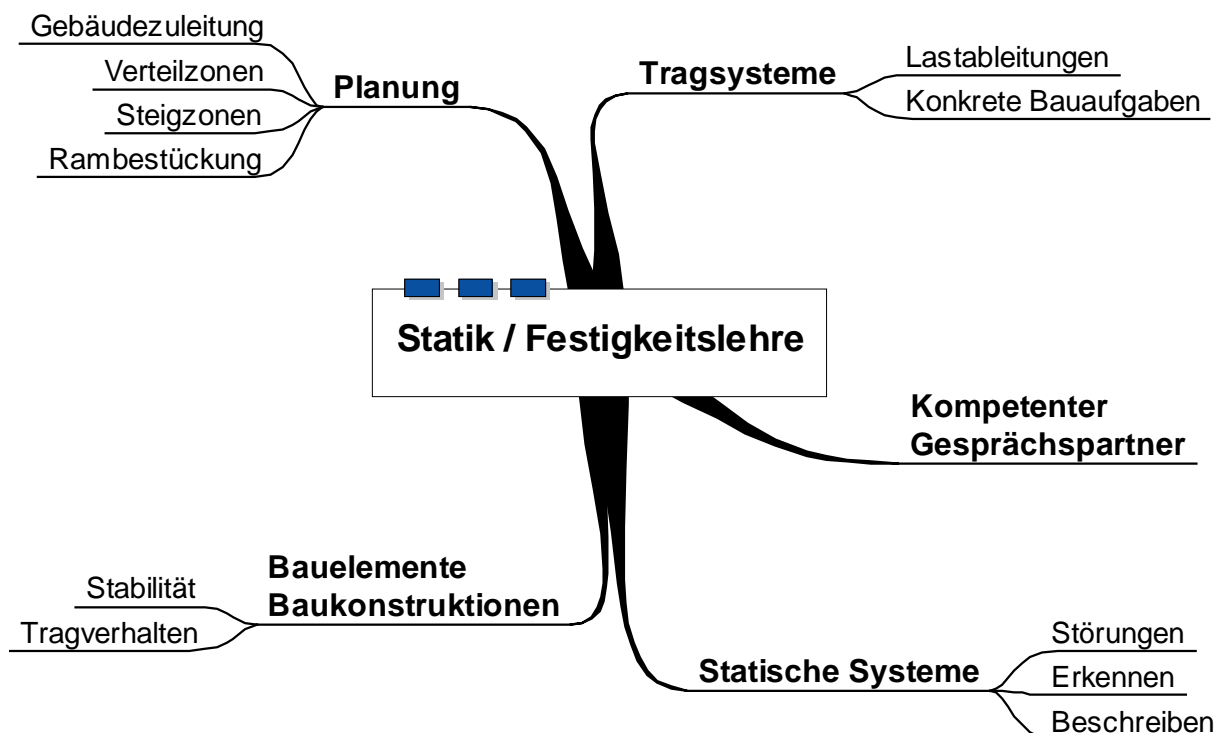 Gebäudezuleitung
Verteilzonen
Steigzonen
Rambestückung
Planung
Tragsysteme
Lastableitungen
Konkrete Bauaufgaben
Statik / Festigkeitslehre
Kompetenter
Gesprächspartner
Bauelemente
Baukonstruktionen
Stabilität
Tragverhalten
Statische Systeme
Störungen
Erkennen
Beschreiben